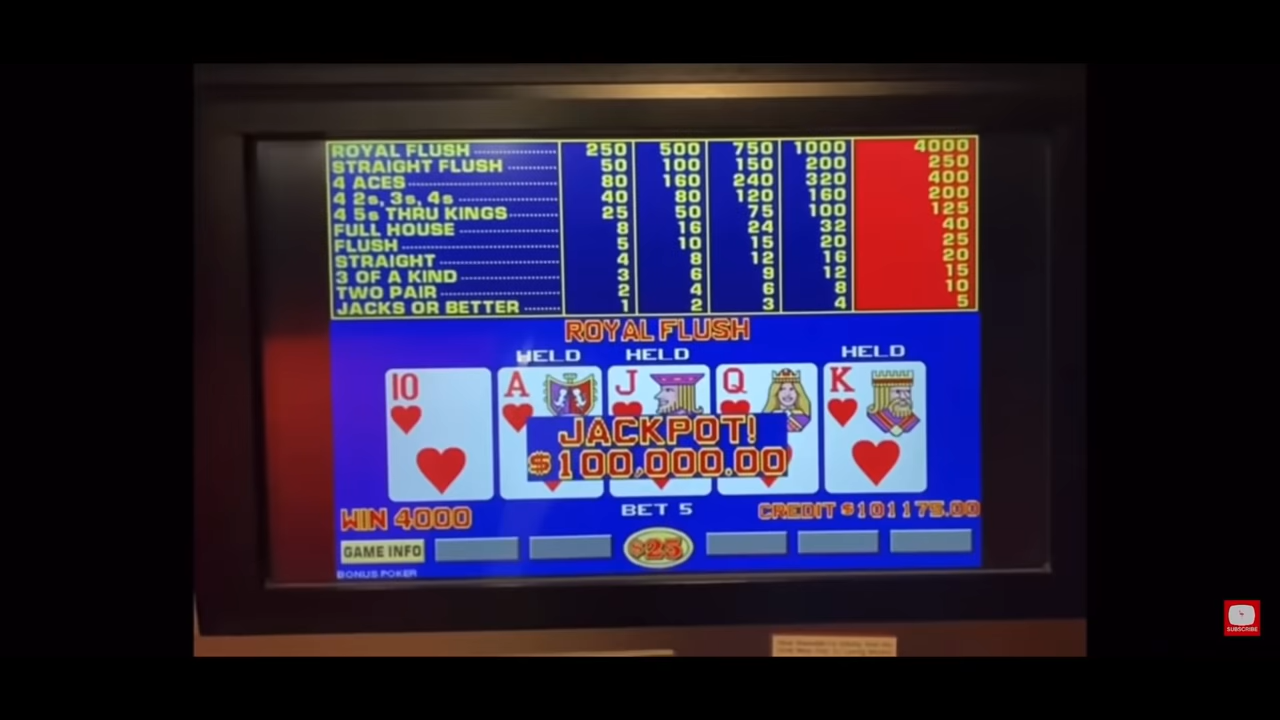 ROYAL FLUSH 250 500 750 1000 4000
STRAIGHT FLUSH 50 100 150 200 250
4 ACES 80 160 240 320 400
4 2s, 3s, 4s 40 80 120 160 200
4 5s THRU KINGS 25 50 75 100 125
FULL HOUSE 8 16 24 32 40
FLUSH 5 10 15 20 25
STRAIGHT 4 8 12 16 20
3 OF A KIND 3 6 9 12 15
TWO PAIR 2 4 6 8 10
JACKS OR BETTER 1 2 3 4 5
ROYAL FLUSH
HELD HELD HELD
10 A J Q K
JACKPOT!
$100,000.00
WIN 4000 BET 5 CREDIT $101175.00
GAME INFO $25
BONUS POKER
SUBSCRIBE